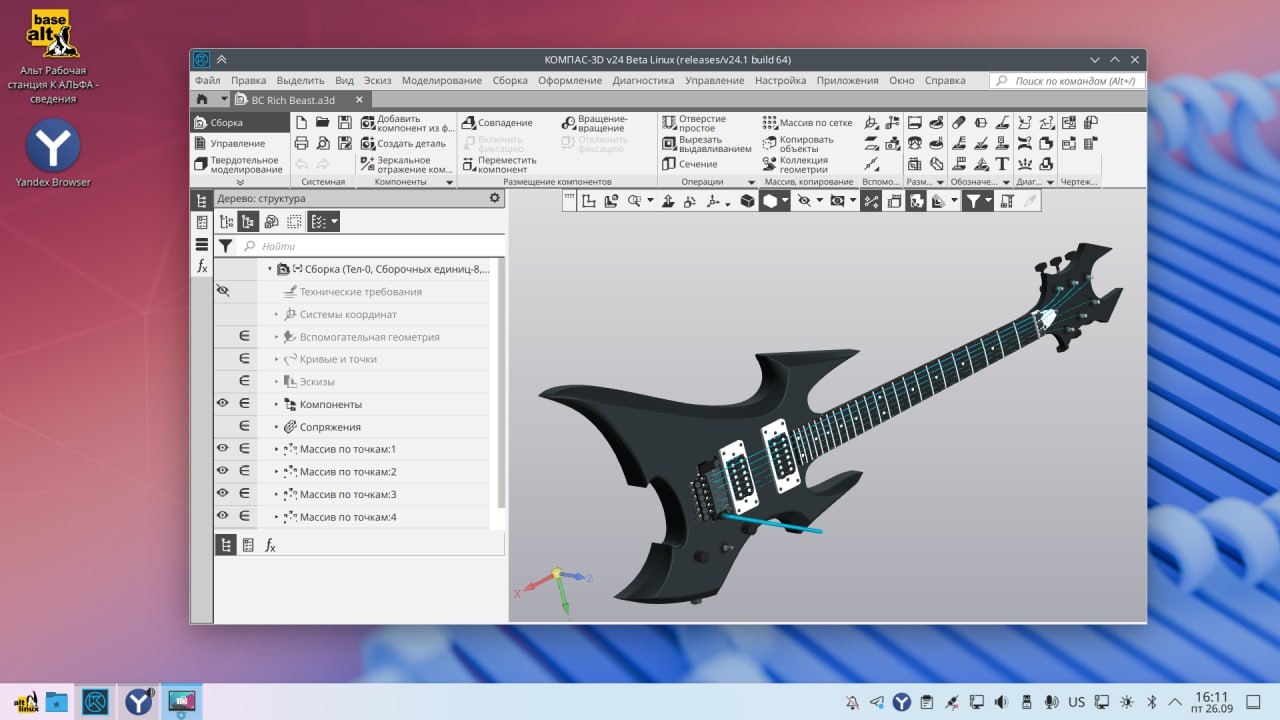 base
alt
Альт Рабочая
станция К АЛЬФА -
сведения
Y
Yandex Browser
КОМПАС-3D v24 Beta Linux (releases/v24.1 build 64)
Файл Правка Выделить Вид Эскиз Моделирование Сборка Оформление Диагностика Управление Настройка Приложения Окно Справка Поиск по командам (Alt+/)
BC Rich Beast.a3d
Сборка
Управление
Твердотельное
моделирование
Системная
Добавить
компонент из ф...
Создать деталь
Зеркальное
отражение ком...
Компоненты
Совпадение
Включить
фиксацию
Переместить
компонент
Вращение-
вращение
Отключить
фиксацию
Размещение компонентов
Отверстие
простое
Вырезать
выдавливанием
Сечение
Операции
Массив по сетке
Копировать
объекты
Коллекция
геометрии
Массив, копирование
Вспомо...
Разм...
Обозначе...
Диаг...
Чертеж...
Дерево: структура
Найти
Сборка (Тел-0, Сборочных единиц-8,...
Технические требования
Системы координат
Вспомогательная геометрия
Кривые и точки
Эскизы
Компоненты
Сопряжения
Массив по точкам:1
Массив по точкам:2
Массив по точкам:3
Массив по точкам:4
fx
fx
X
Z
alt
linux
Y
Y
US
16:11
пт 26.09